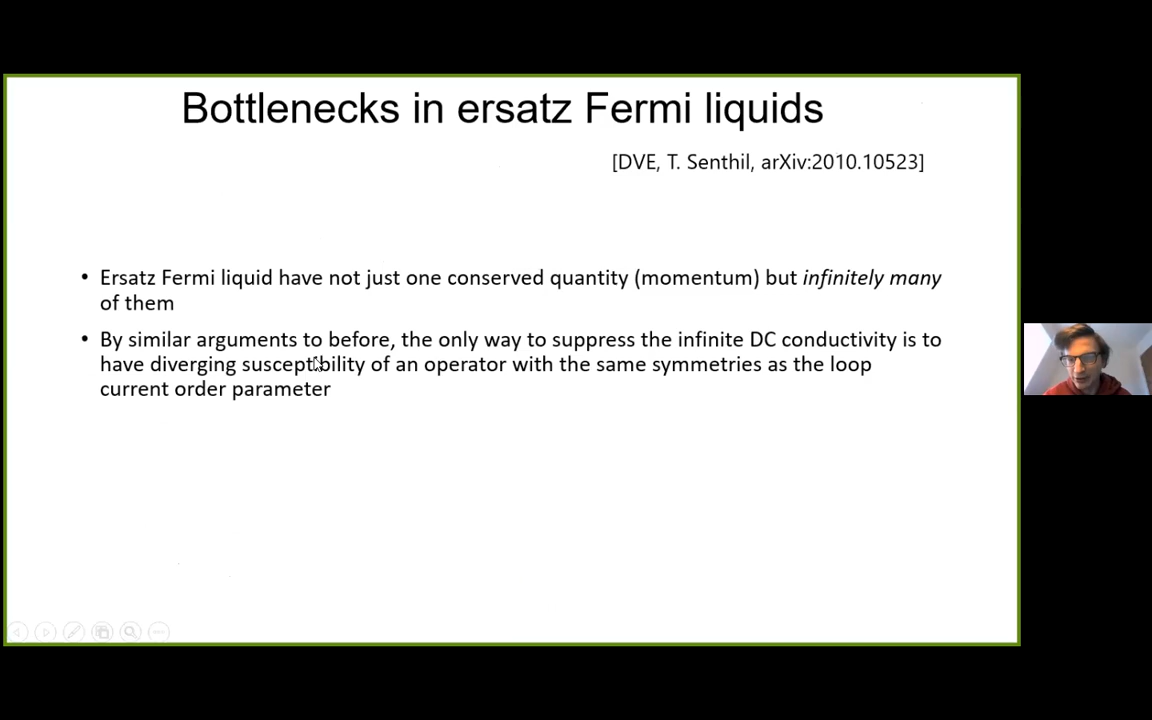 Bottlenecks in ersatz Fermi liquids
[DVE, T. Senthil, arXiv:2010.10523]
• Ersatz Fermi liquid have not just one conserved quantity (momentum) but infinitely many
of them
• By similar arguments to before, the only way to suppress the infinite DC conductivity is to
have diverging susceptibility of an operator with the same symmetries as the loop
current order parameter